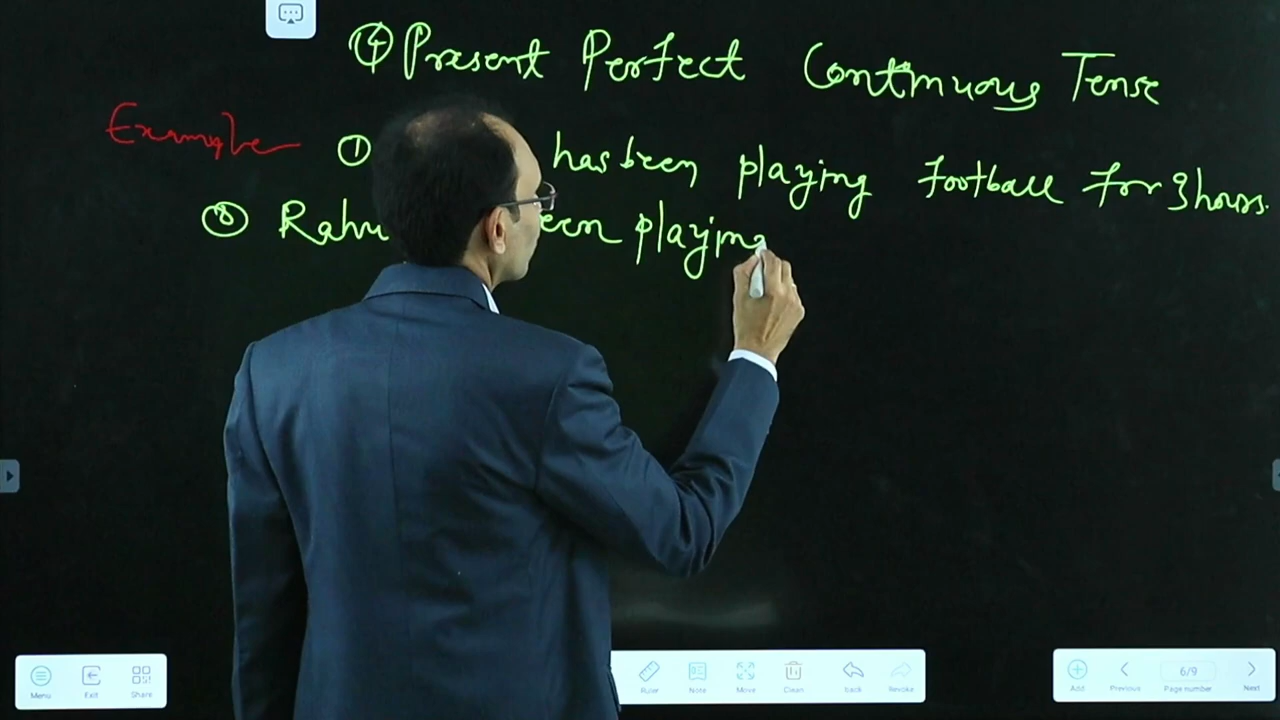 ④ Present Perfect Continuous Tense
Example ① has been playing football for 3 hours.
② Rahu een playing
Menu Exit Share Ruler Note Move Clean back Revoke Add Previous 6/9 Page number Next